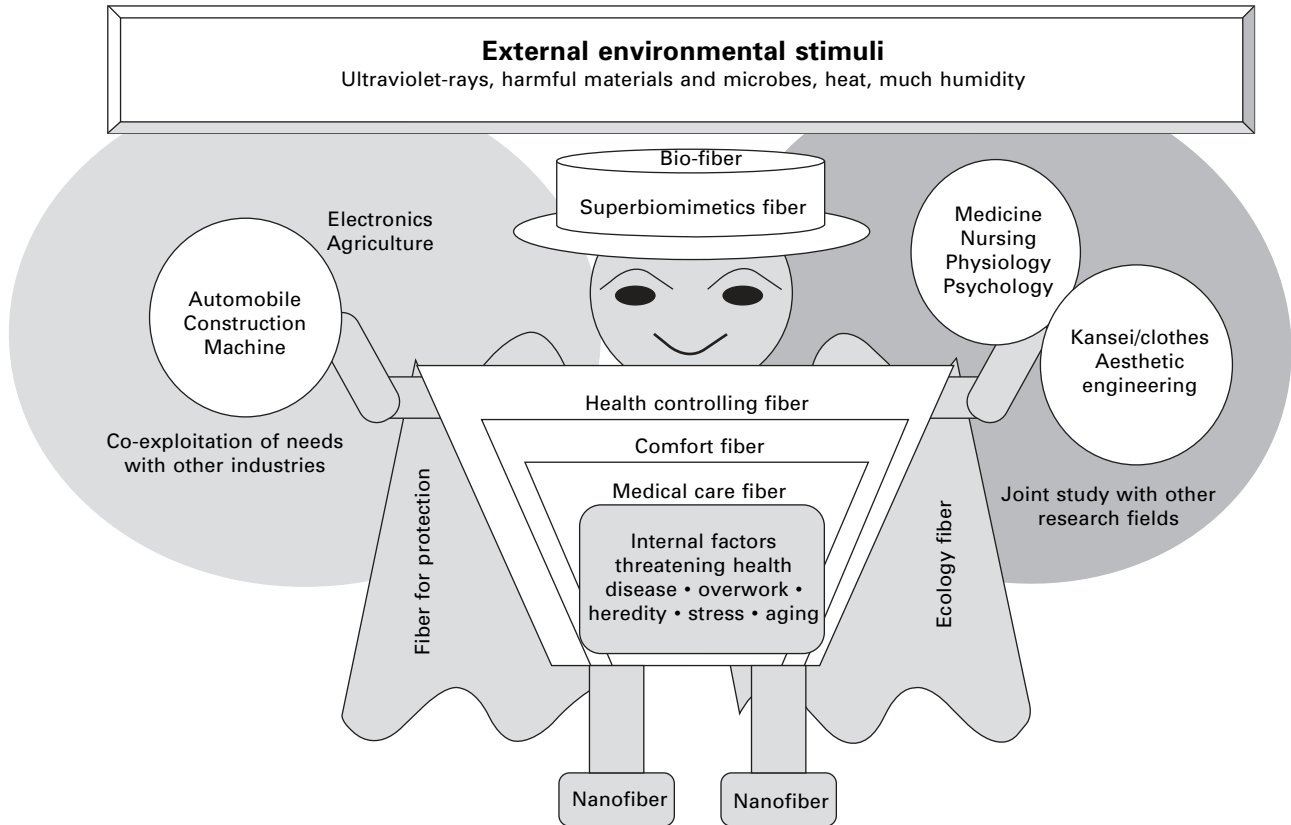 External environmental stimuli
Ultraviolet-rays, harmful materials and microbes, heat, much humidity
Bio-fiber
Superbiomimetics fiber
Electronics
Agriculture
Automobile
Construction
Machine
Co-exploitation of needs
with other industries
Medicine
Nursing
Physiology
Psychology
Kansei/clothes
Aesthetic
engineering
Joint study with other
research fields
Health controlling fiber
Comfort fiber
Medical care fiber
Internal factors
threatening health
disease • overwork •
heredity • stress • aging
Fiber for protection
Ecology fiber
Nanofiber
Nanofiber